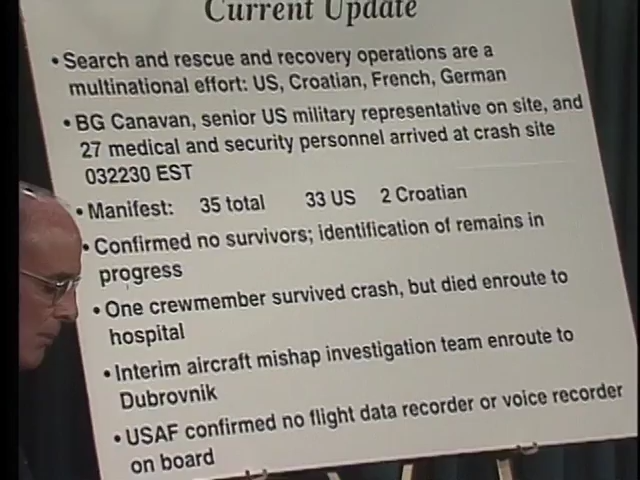 Current Update
• Search and rescue and recovery operations are a
multinational effort: US, Croatian, French, German
• BG Canavan, senior US military representative on site, and
27 medical and security personnel arrived at crash site
032230 EST
• Manifest: 35 total 33 US 2 Croatian
• Confirmed no survivors; identification of remains in
progress
• One crewmember survived crash, but died enroute to
hospital
• Interim aircraft mishap investigation team enroute to
Dubrovnik
• USAF confirmed no flight data recorder or voice recorder
on board